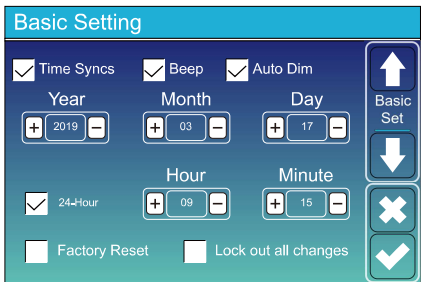 Basic Setting
Time Syncs Beep Auto Dim
Year Month Day
+ 2019 − + 03 − + 17 −
Basic
Set
Hour Minute
24-Hour + 09 − + 15 −
Factory Reset Lock out all changes